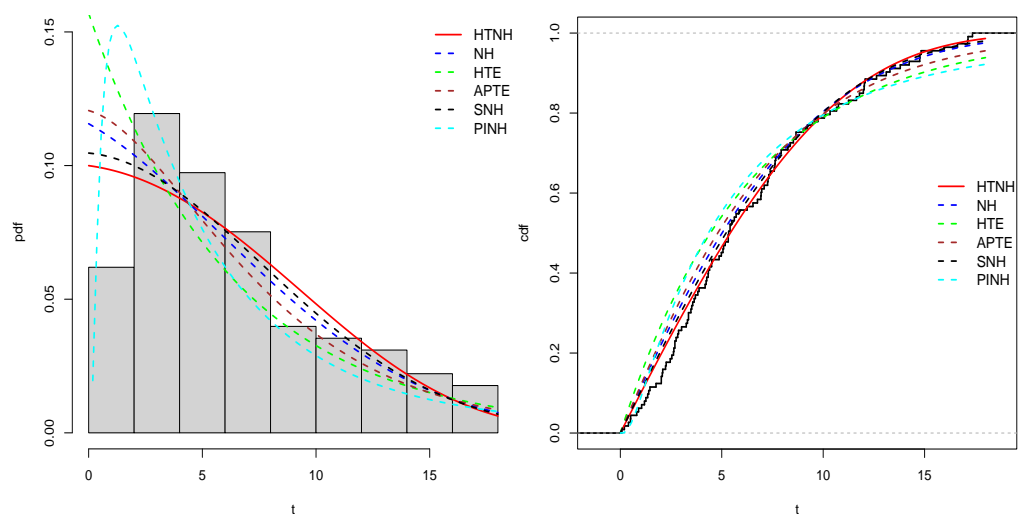 pdf
0.00
0.05
0.10
0.15
0 5 10 15
t
HTNH
NH
HTE
APTE
SNH
PINH
cdf
0.0
0.2
0.4
0.6
0.8
1.0
0 5 10 15
t
HTNH
NH
HTE
APTE
SNH
PINH